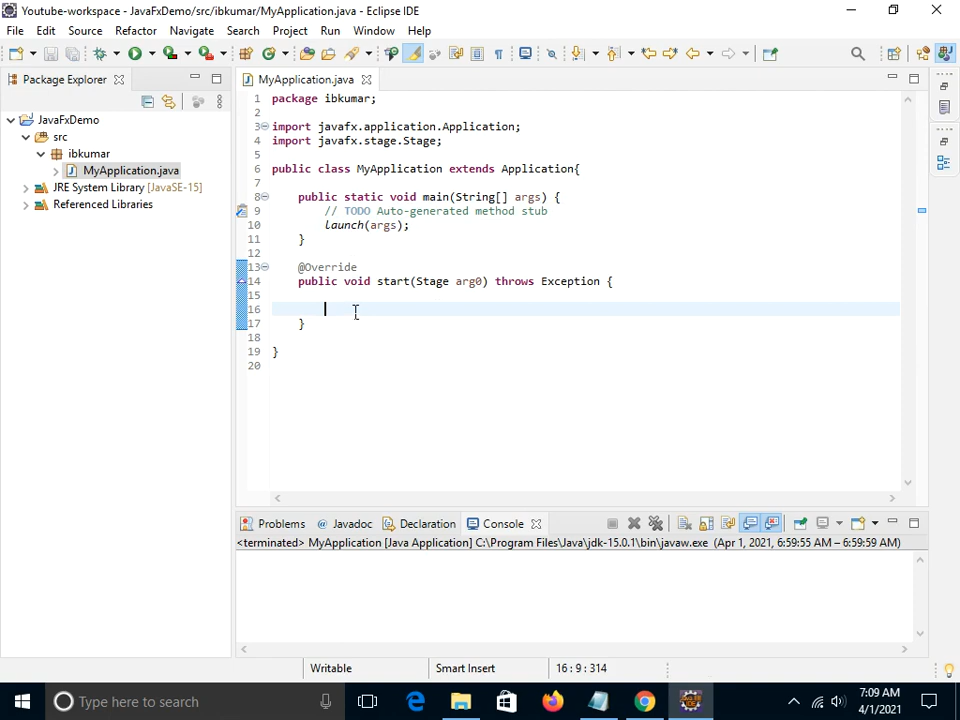 Youtube-workspace - JavaFxDemo/src/ibkumar/MyApplication.java - Eclipse IDE
File Edit Source Refactor Navigate Search Project Run Window Help
Package Explorer
MyApplication.java
JavaFxDemo
src
ibkumar
MyApplication.java
JRE System Library [JavaSE-15]
Referenced Libraries
1 package ibkumar;
2
3 import javafx.application.Application;
4 import javafx.stage.Stage;
5
6 public class MyApplication extends Application{
7
8 public static void main(String[] args) {
9 // TODO Auto-generated method stub
10 launch(args);
11 }
12
13 @Override
14 public void start(Stage arg0) throws Exception {
15
16
17 }
18
19 }
20
Problems @ Javadoc Declaration Console
<terminated> MyApplication [Java Application] C:\Program Files\Java\jdk-15.0.1\bin\javaw.exe (Apr 1, 2021, 6:59:55 AM – 6:59:59 AM)
Writable Smart Insert 16 : 9 : 314
Type here to search
7:09 AM
4/1/2021